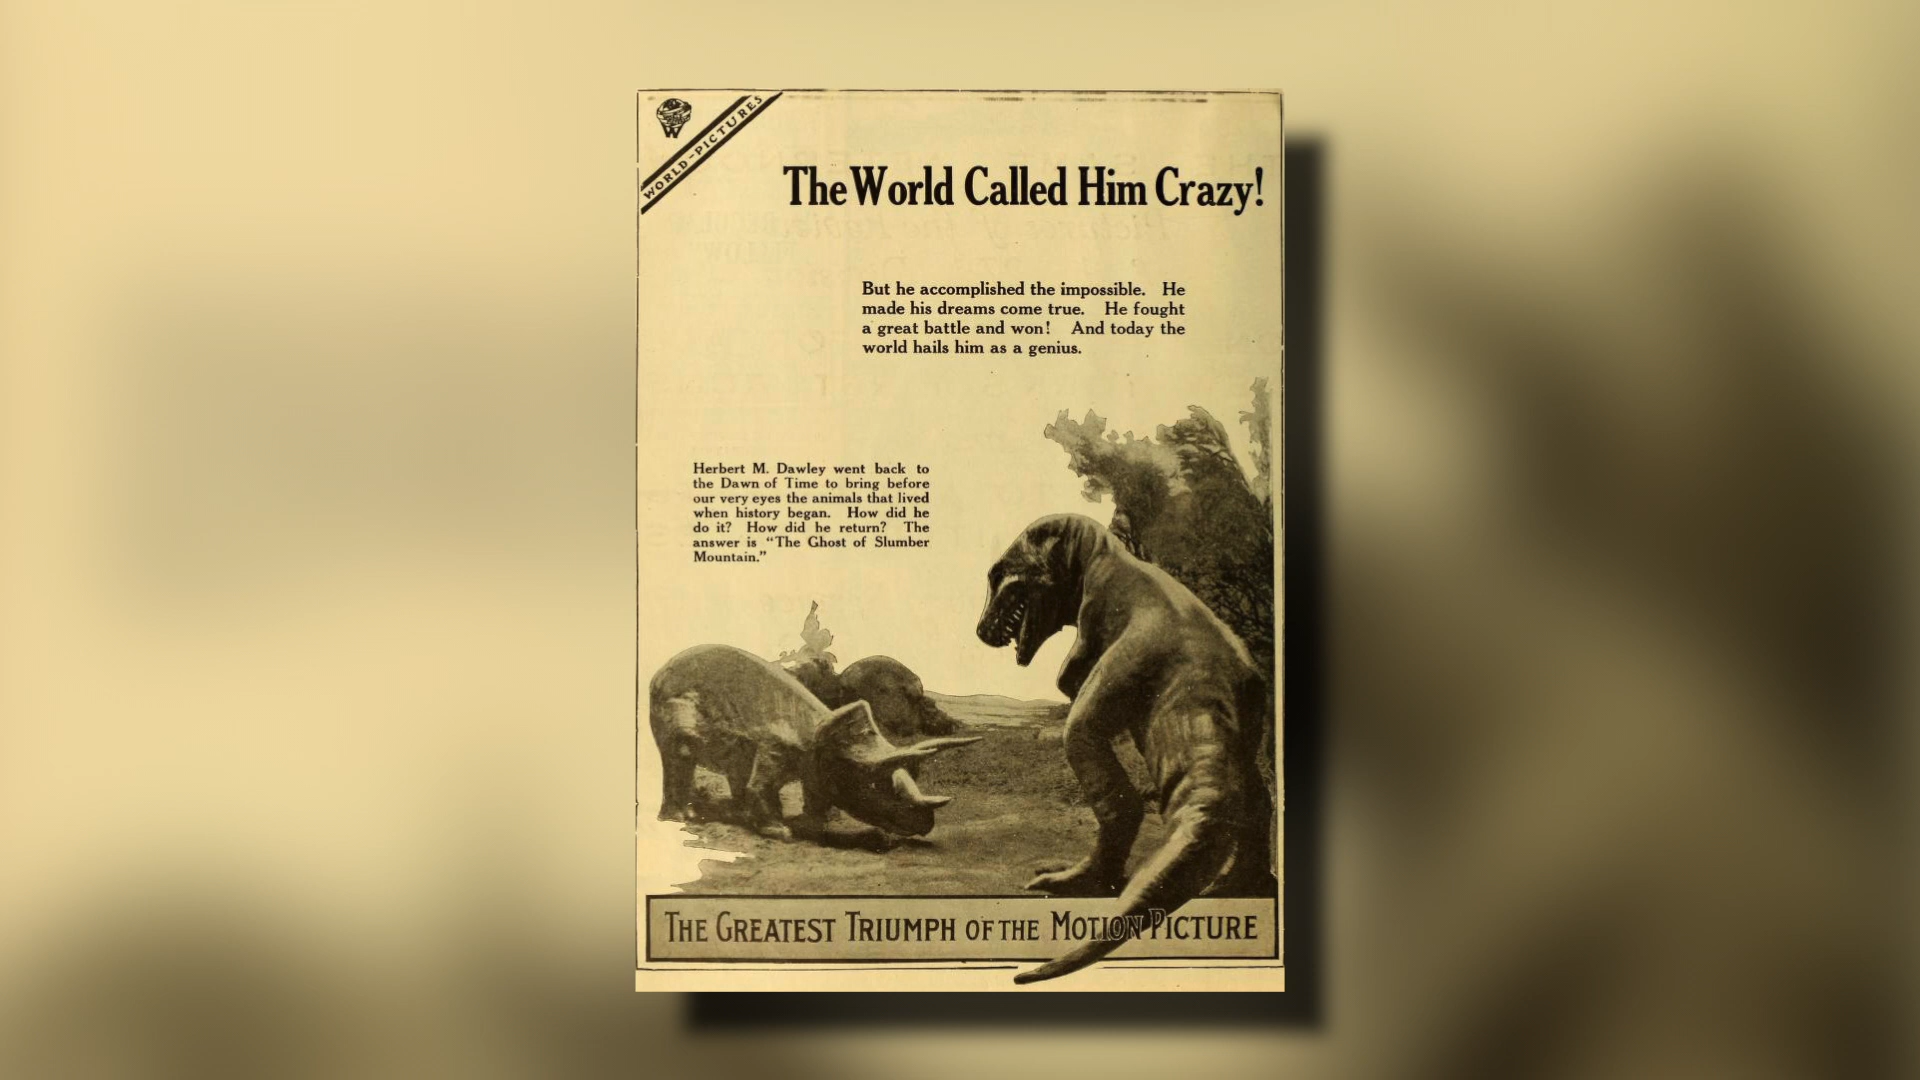 WORLD-PICTURES
The World Called Him Crazy!
But he accomplished the impossible. He
made his dreams come true. He fought
a great battle and won! And today the
world hails him as a genius.
Herbert M. Dawley went back to
the Dawn of Time to bring before
our very eyes the animals that lived
when history began. How did he
do it? How did he return? The
answer is "The Ghost of Slumber
Mountain."
THE GREATEST TRIUMPH OF THE MOTION PICTURE